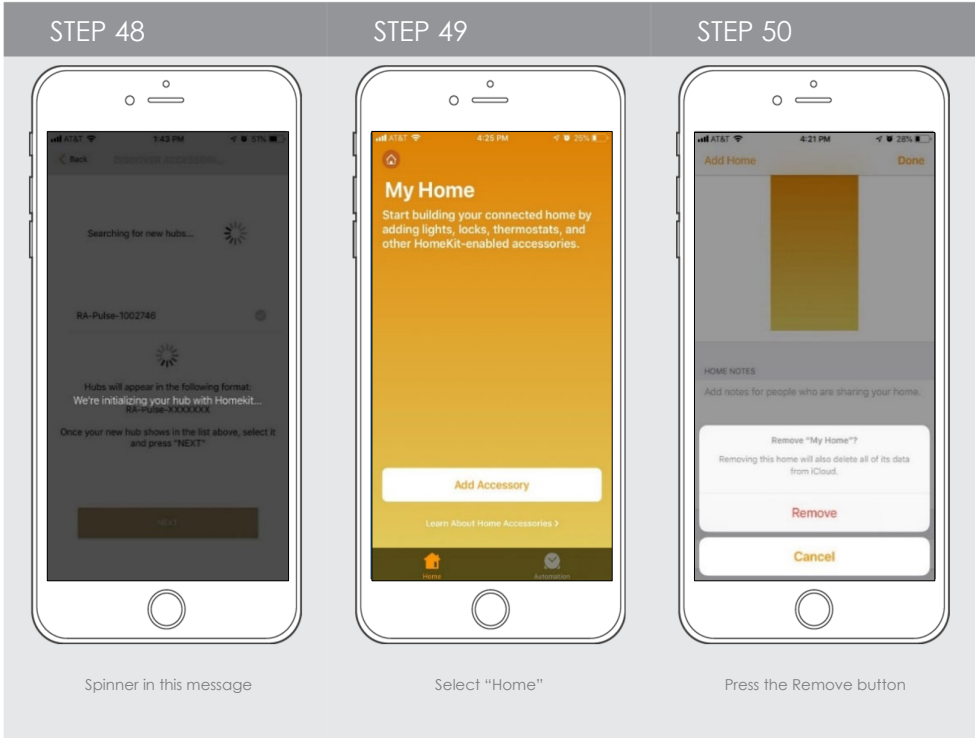 STEP 48
STEP 49
STEP 50
AT&T 1:43 PM 51%
Back
Searching for new hubs...
RA-Pulse-1002746
Hubs will appear in the following format:
We're initializing your hub with Homekit...
RA-Pulse-XXXXXXX
Once your new hub shows in the list above, select it
and press "NEXT"
NEXT
Spinner in this message
AT&T 4:25 PM 25%
My Home
Start building your connected home by
adding lights, locks, thermostats, and
other HomeKit-enabled accessories.
Add Accessory
Learn About Home Accessories >
Home Automation
Select “Home”
AT&T 4:21 PM 28%
Add Home Done
HOME NOTES
Add notes for people who are sharing your home.
Remove "My Home"?
Removing this home will also delete all of its data
from iCloud.
Remove
Cancel
Press the Remove button